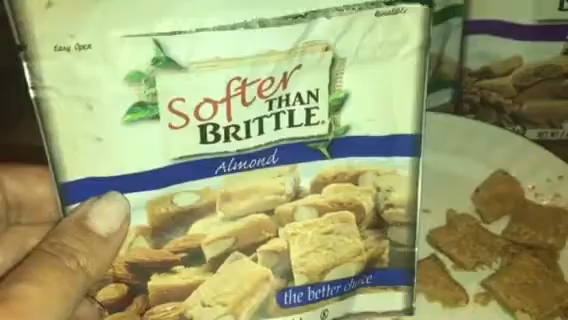 Easy Open
Softer
THAN
BRITTLE®
Almond
the better choice